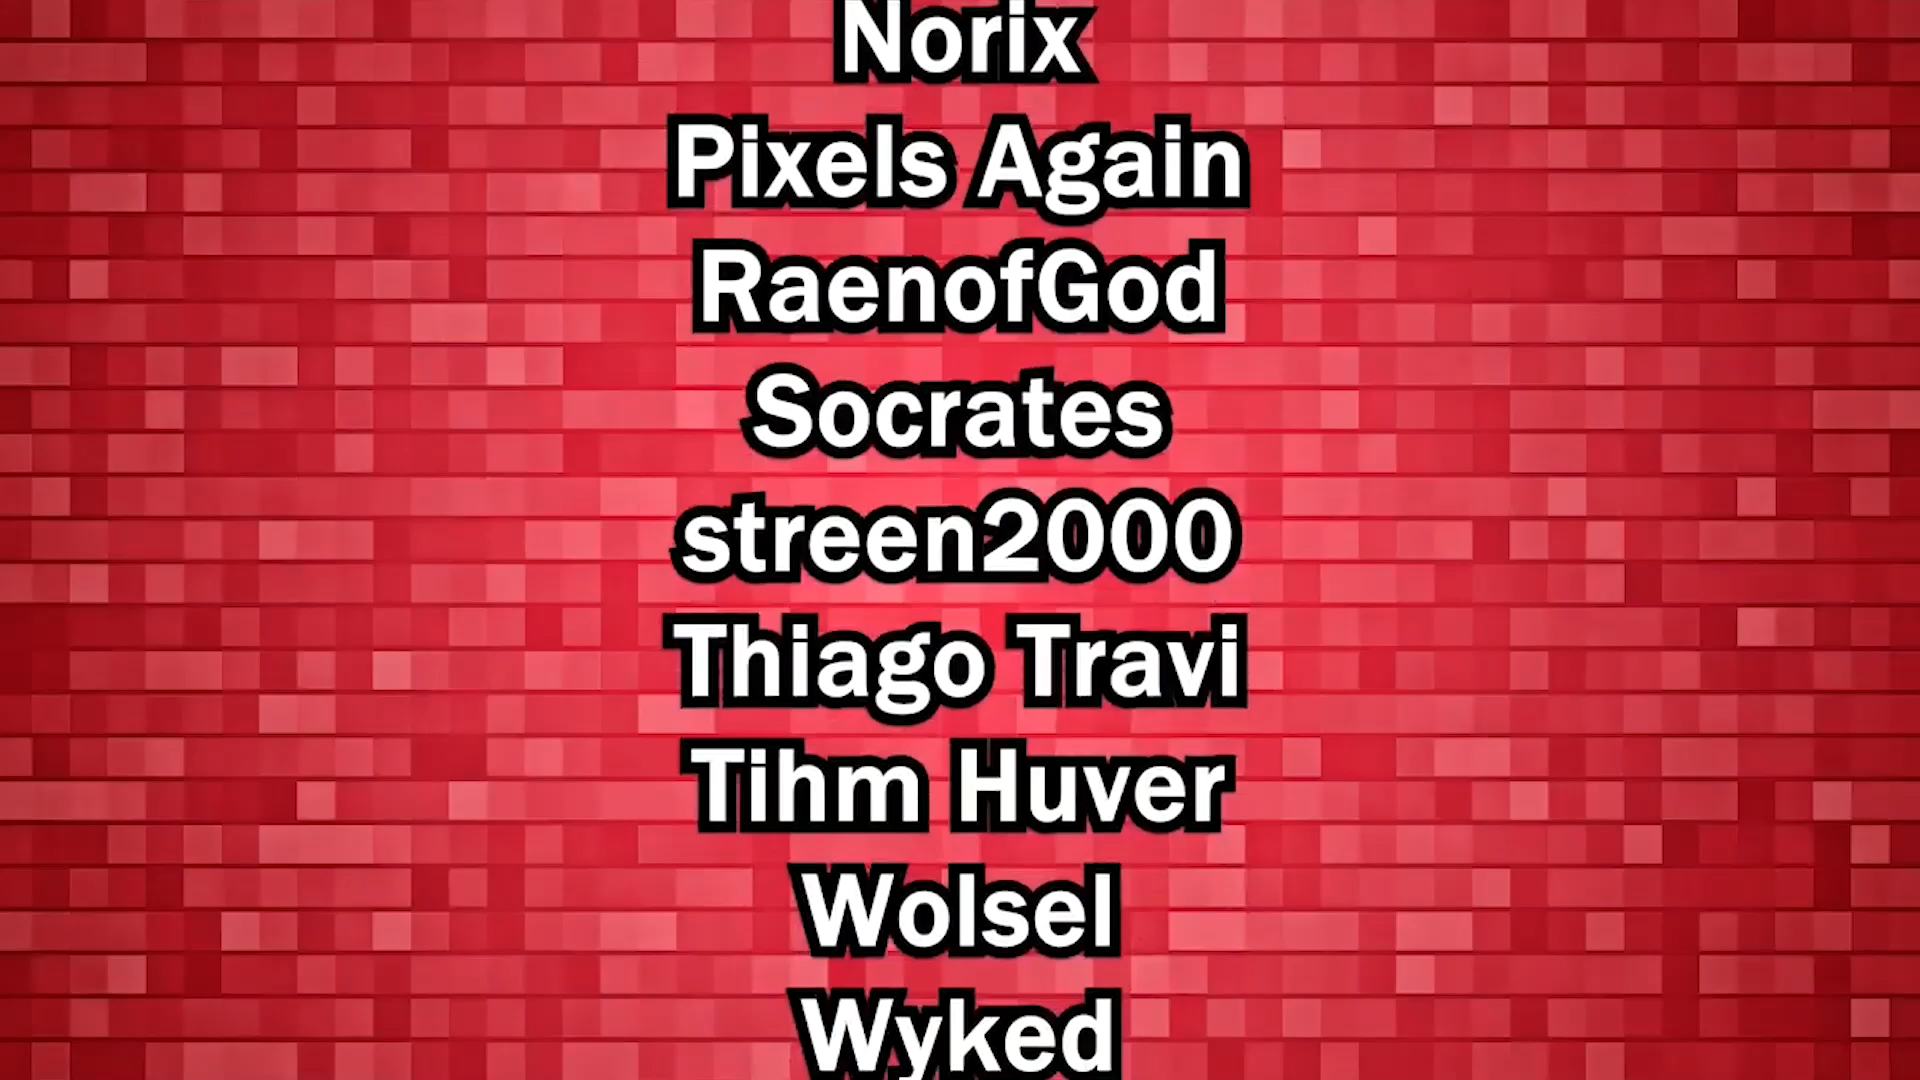 Norix
Pixels Again
RaenofGod
Socrates
streen2000
Thiago Travi
Tihm Huver
Wolsel
Wyked